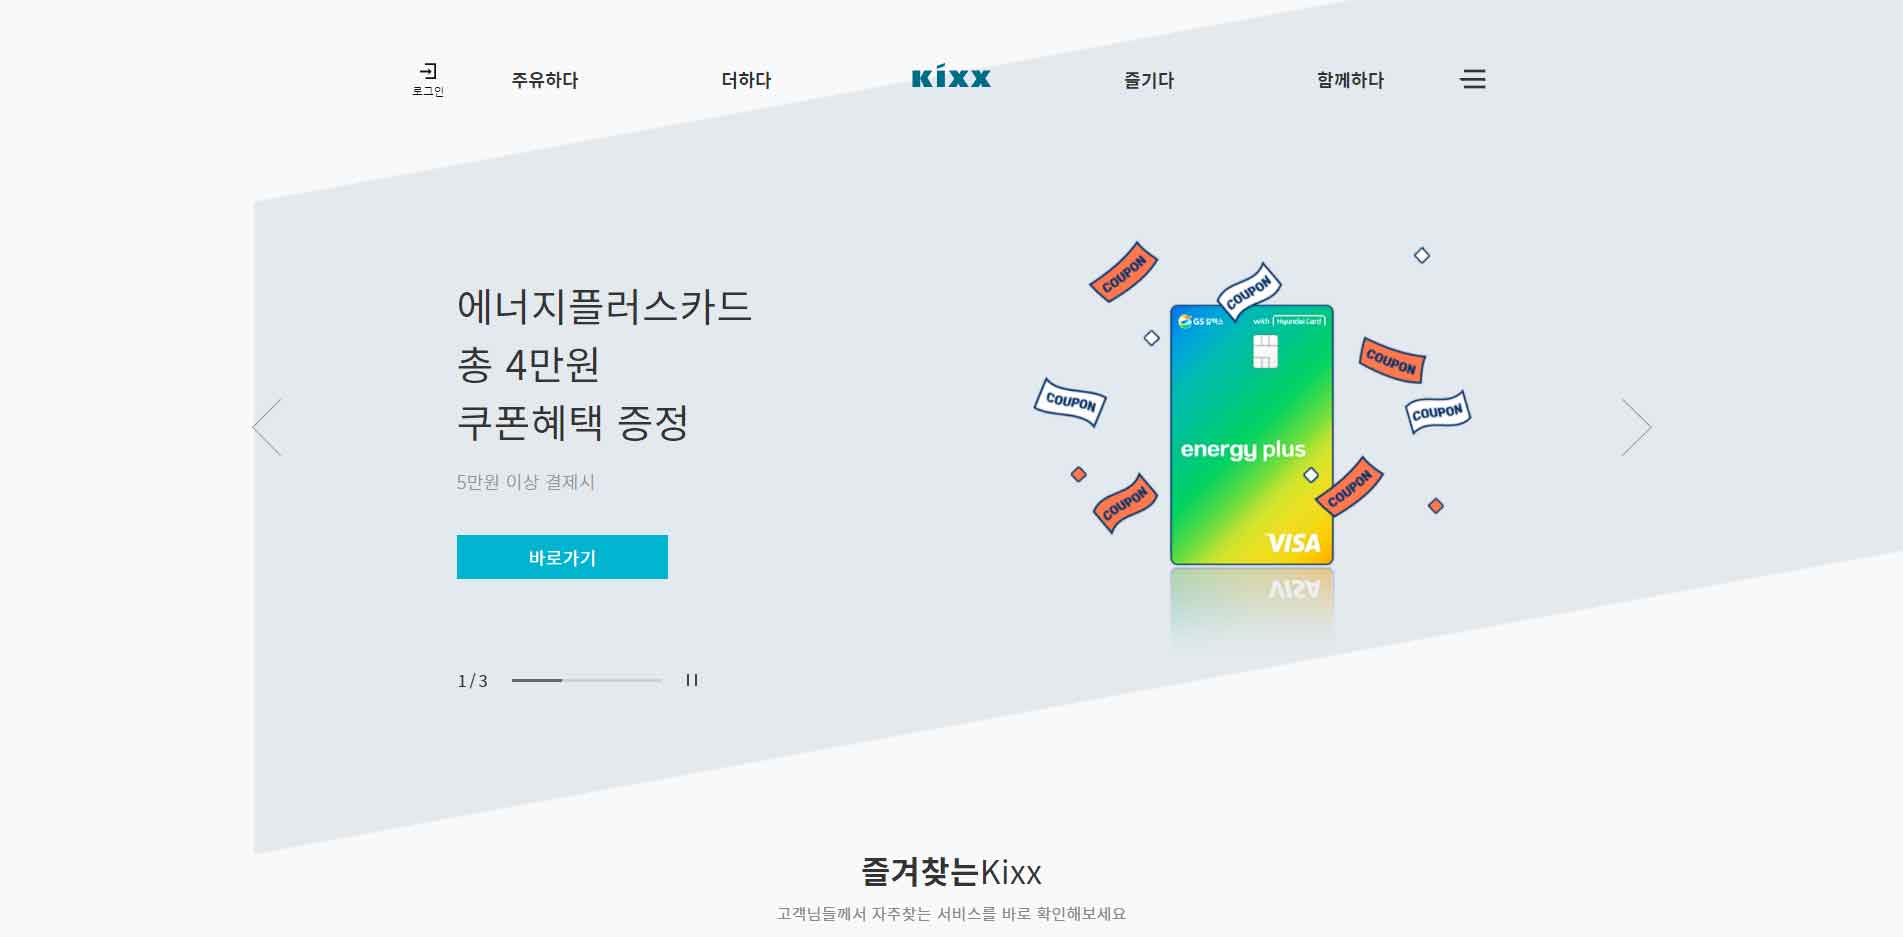 로그인
주유하다
더하다
Kixx
즐기다
함께하다
에너지플러스카드
총 4만원
쿠폰혜택 증정
5만원 이상 결제시
바로가기
1 / 3
COUPON
COUPON
COUPON
COUPON
COUPON
COUPON
COUPON
GS 칼텍스
with Hyundai Card
energy plus
VISA
즐겨찾는Kixx
고객님들께서 자주찾는 서비스를 바로 확인해보세요